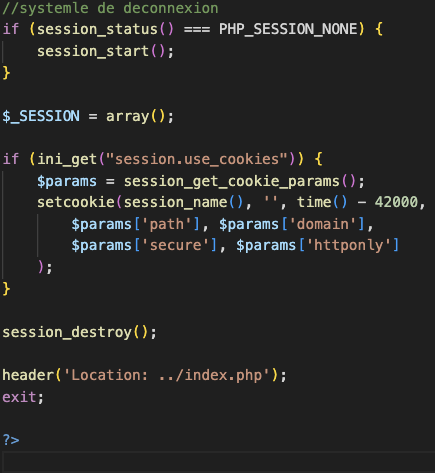 //systemle de deconnexion
if (session_status() === PHP_SESSION_NONE) {
    session_start();
}

$_SESSION = array();

if (ini_get("session.use_cookies")) {
    $params = session_get_cookie_params();
    setcookie(session_name(), '', time() - 42000,
        $params['path'], $params['domain'],
        $params['secure'], $params['httponly']
    );
}

session_destroy();

header('Location: ../index.php');
exit;

?>